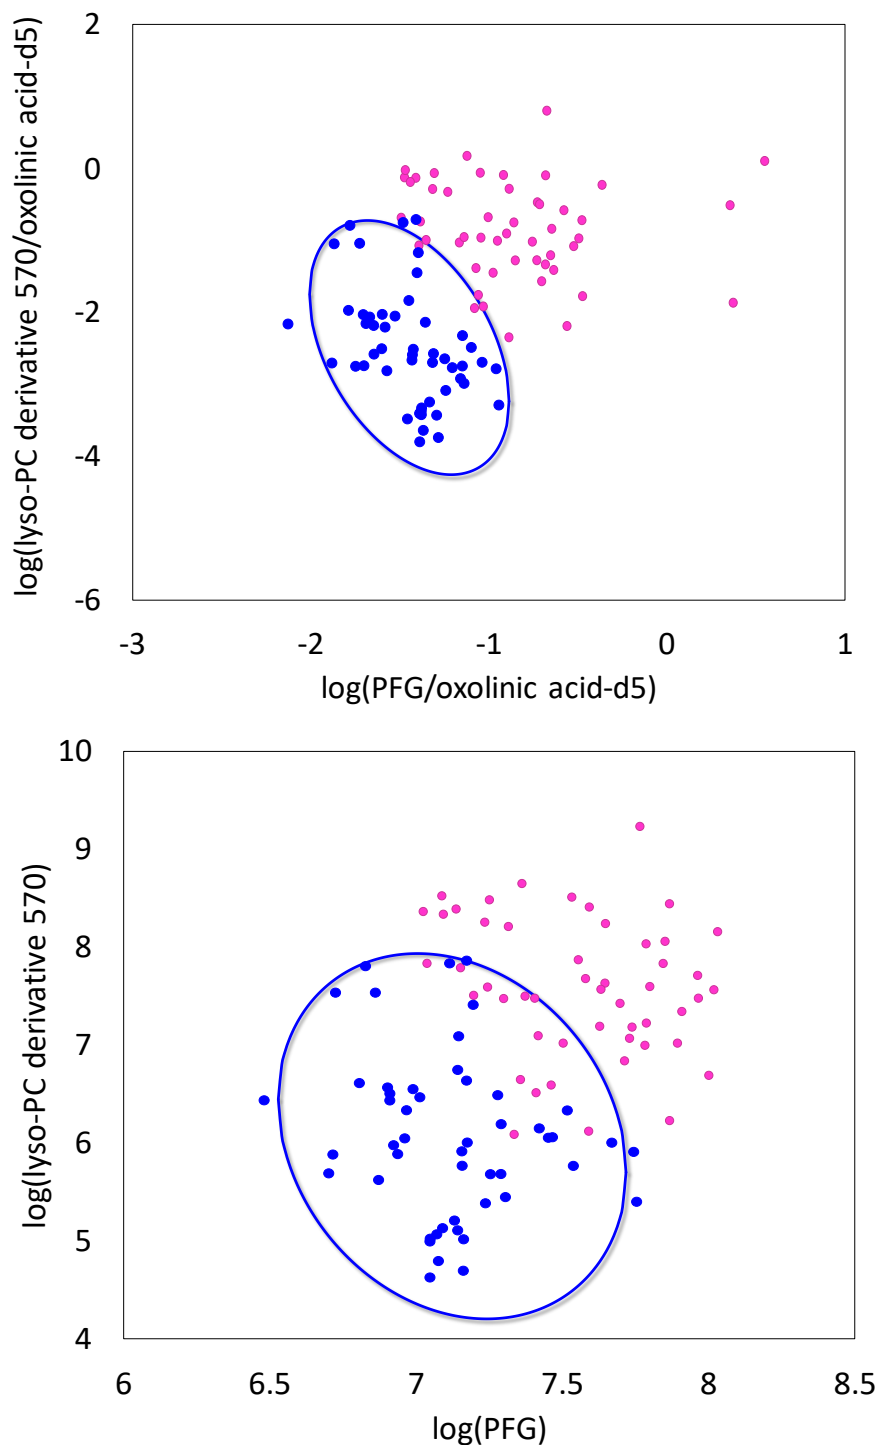 log(lyso-PC derivative 570/oxolinic acid-d5)
2
0
-2
-4
-6
-3 -2 -1 0 1
log(PFG/oxolinic acid-d5)
log(lyso-PC derivative 570)
10
9
8
7
6
5
4
6 6.5 7 7.5 8 8.5
log(PFG)